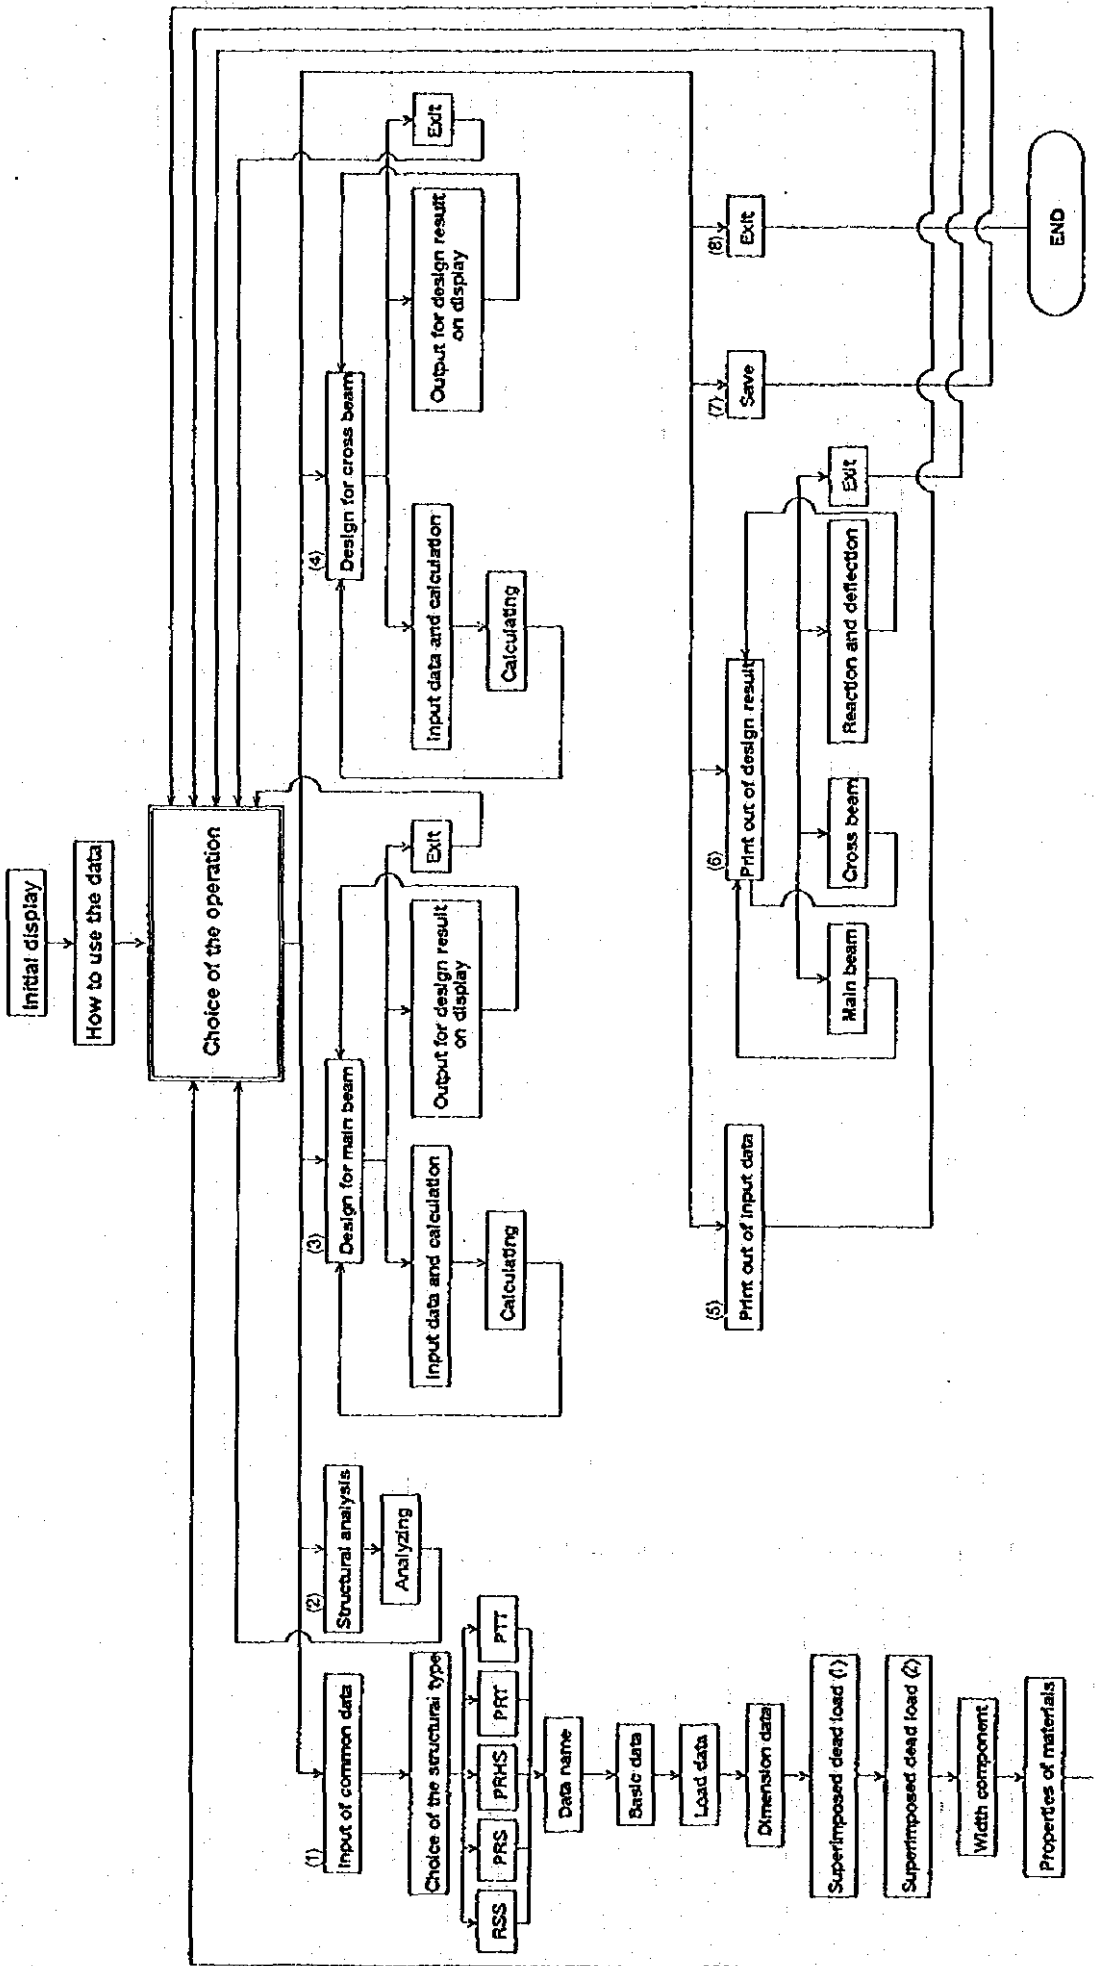 Initial display
How to use the data
Choice of the operation
(1)
Input of common data
Choice of the structural type
RSS
PRS
PRHS
PRT
PTT
Data name
Basic data
Load data
Dimension data
Superimposed dead load (1)
Superimposed dead load (2)
Width component
Properties of materials
(2)
Structural analysis
Analyzing
(3)
Design for main beam
Input data and calculation
Calculating
Output for design result
on display
Exit
(4)
Design for cross beam
Input data and calculation
Calculating
Output for design result
on display
Exit
(5)
Print out of input data
(6)
Print out of design result
Main beam
Cross beam
Reaction and deflection
Exit
(7)
Save
(8)
Exit
END